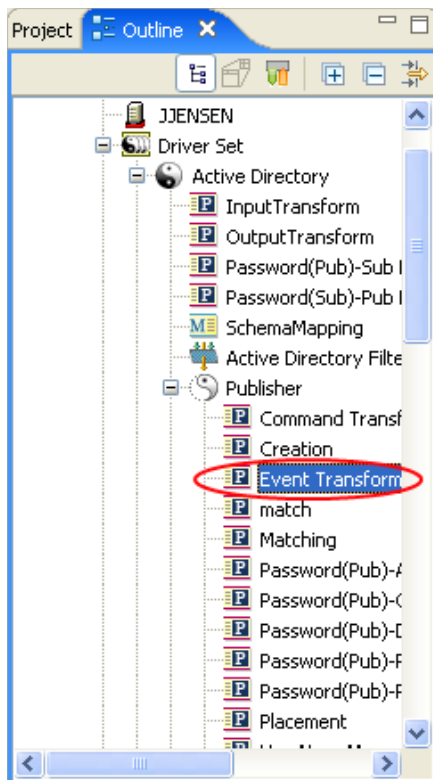 Project Outline
JJENSEN
Driver Set
Active Directory
InputTransform
OutputTransform
Password(Pub)-Sub
Password(Sub)-Pub
SchemaMapping
Active Directory Filte
Publisher
Command Transf
Creation
Event Transform
match
Matching
Password(Pub)-
Password(Pub)-
Password(Pub)-
Password(Pub)-
Password(Pub)-
Placement